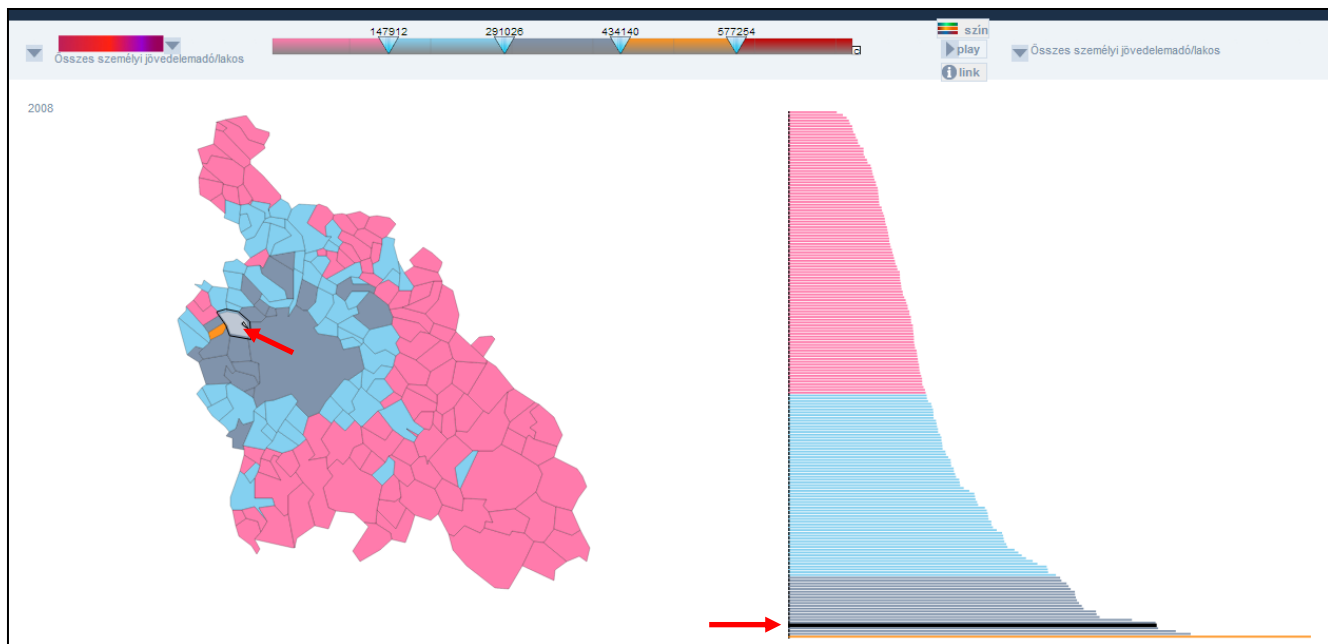 147912 291026 434140 577254
szín
play
link
Összes személyi jövedelemadó/lakos
Összes személyi jövedelemadó/lakos
2008